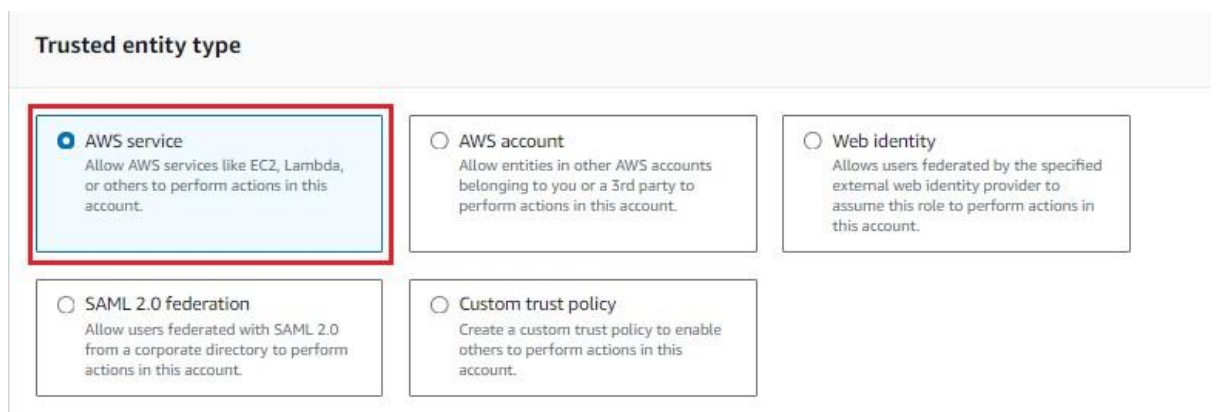 Trusted entity type
AWS service
Allow AWS services like EC2, Lambda,
or others to perform actions in this
account.
AWS account
Allow entities in other AWS accounts
belonging to you or a 3rd party to
perform actions in this account.
Web identity
Allows users federated by the specified
external web identity provider to
assume this role to perform actions in
this account.
SAML 2.0 federation
Allow users federated with SAML 2.0
from a corporate directory to perform
actions in this account.
Custom trust policy
Create a custom trust policy to enable
others to perform actions in this
account.